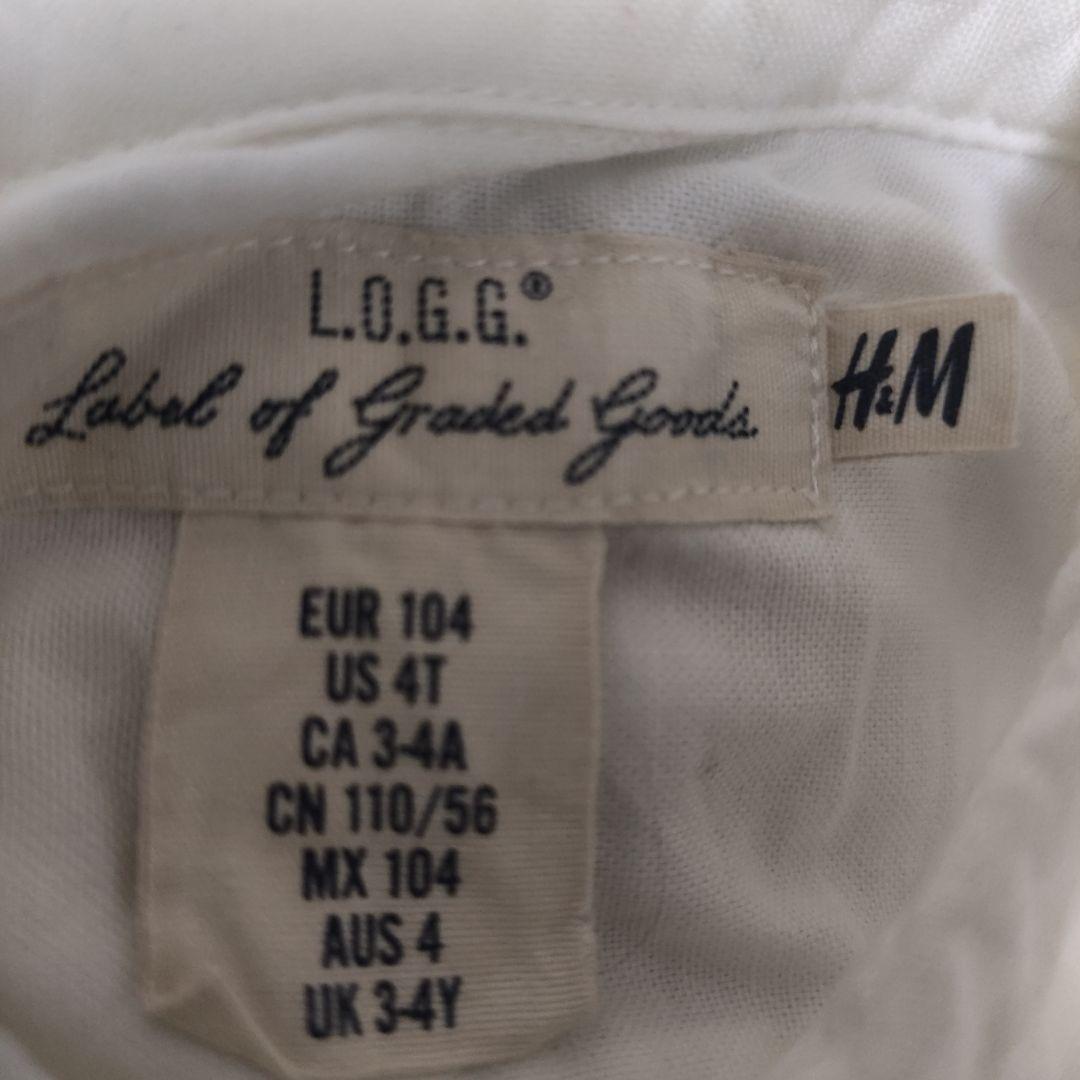 L.O.G.G.®
Label of Graded Goods.
H&M
EUR 104
US 4T
CA 3-4A
CN 110/56
MX 104
AUS 4
UK 3-4Y